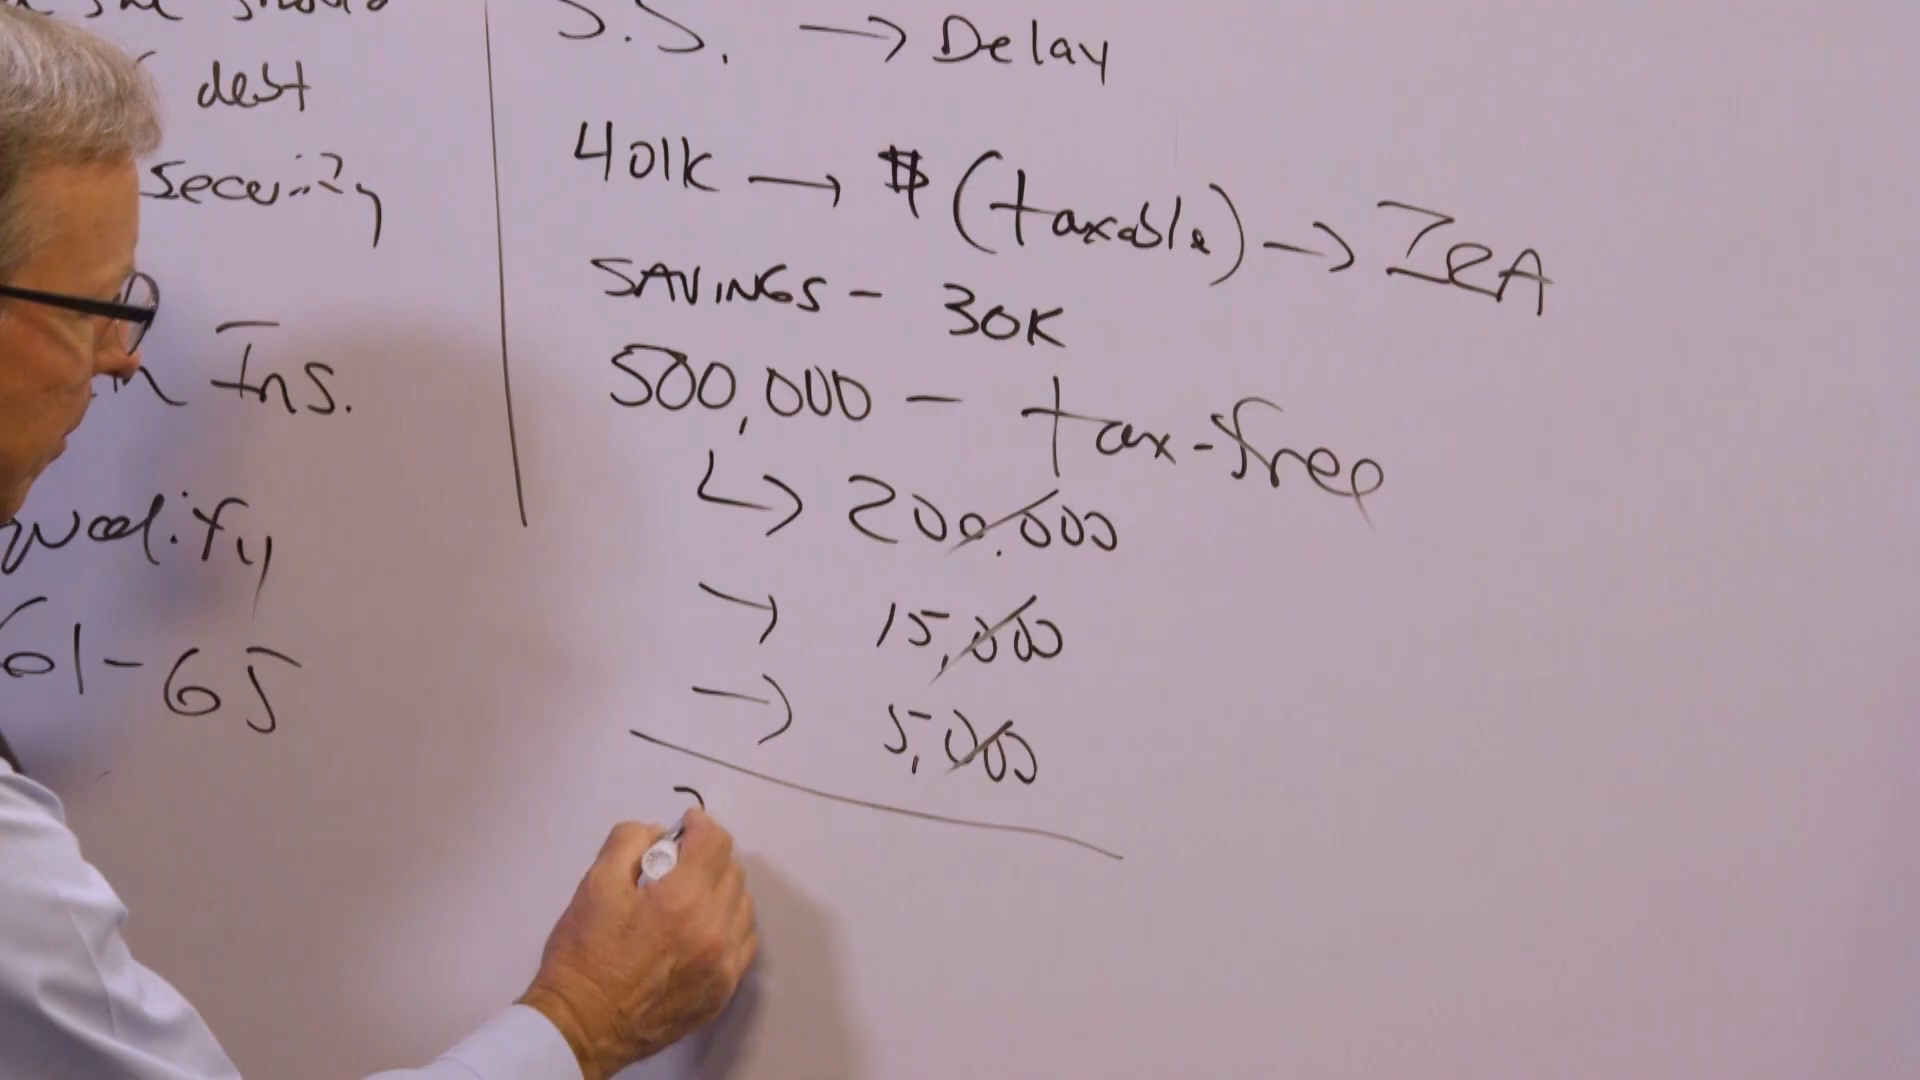 debt
security
Ins.
qualify
61-65
S.S. → Delay
401K → $ (taxable) → IRA
SAVINGS - 30K
500,000 - tax-free
↳ 200,000
→ 15,000
→ 5,000